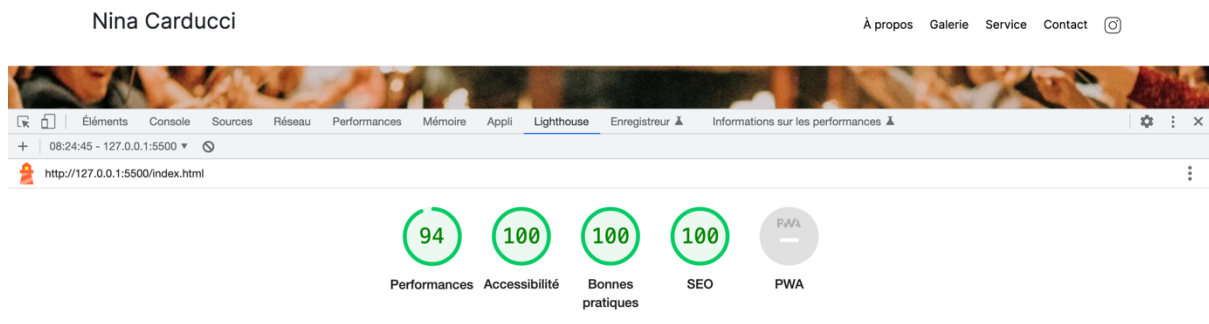 Nina Carducci
À propos Galerie Service Contact
Éléments Console Sources Réseau Performances Mémoire Appli Lighthouse Enregistreur Informations sur les performances
08:24:45 - 127.0.0.1:5500
http://127.0.0.1:5500/index.html
94 100 100 100 PWA
Performances Accessibilité Bonnes pratiques SEO PWA